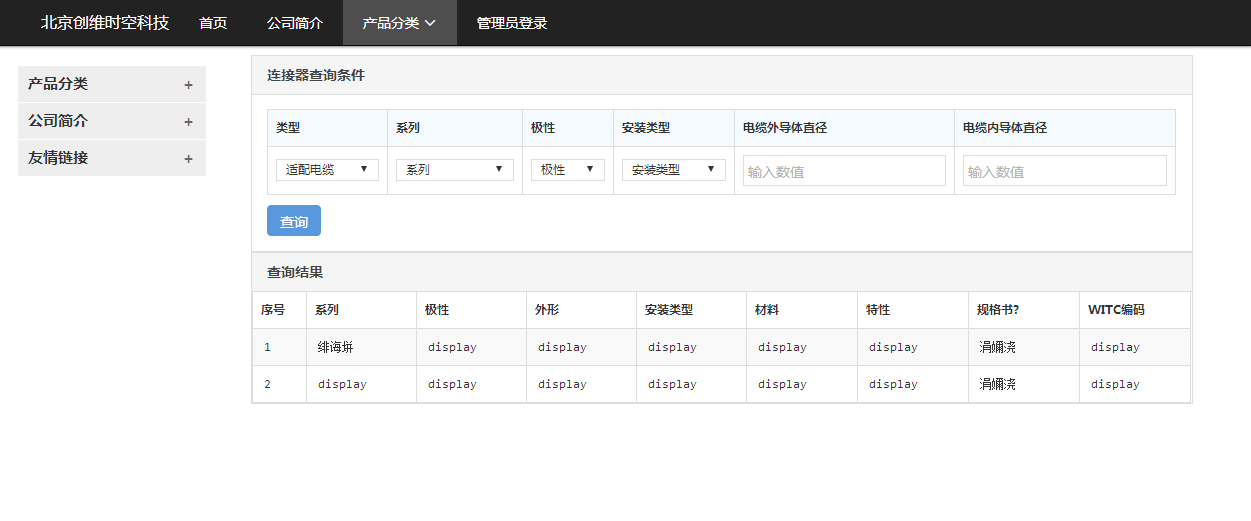 北京创维时空科技 首页 公司简介 产品分类 管理员登录
产品分类 +
公司简介 +
友情链接 +
连接器查询条件
类型 系列 极性 安装类型 电缆外导体直径 电缆内导体直径
适配电缆 系列 极性 安装类型 输入数值 输入数值
查询
查询结果
序号 系列 极性 外形 安装类型 材料 特性 规格书? WITC编码
1 绯海拼 display display display display display 涓嬭浇 display
2 display display display display display display 涓嬭浇 display